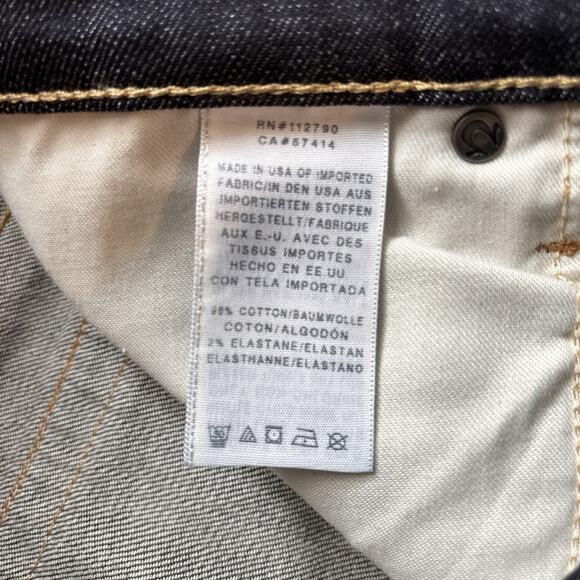 RN#112790
CA#57414
MADE IN USA OF IMPORTED
FABRIC/IN DEN USA AUS
IMPORTIERTEN STOFFEN
HERGESTELLT/FABRIQUE
AUX E.-U. AVEC DES
TISSUS IMPORTES
HECHO EN EE.UU
CON TELA IMPORTADA
98% COTTON/BAUMWOLLE
COTON/ALGODÓN
2% ELASTANE/ELASTAN
ELASTHANNE/ELASTANO